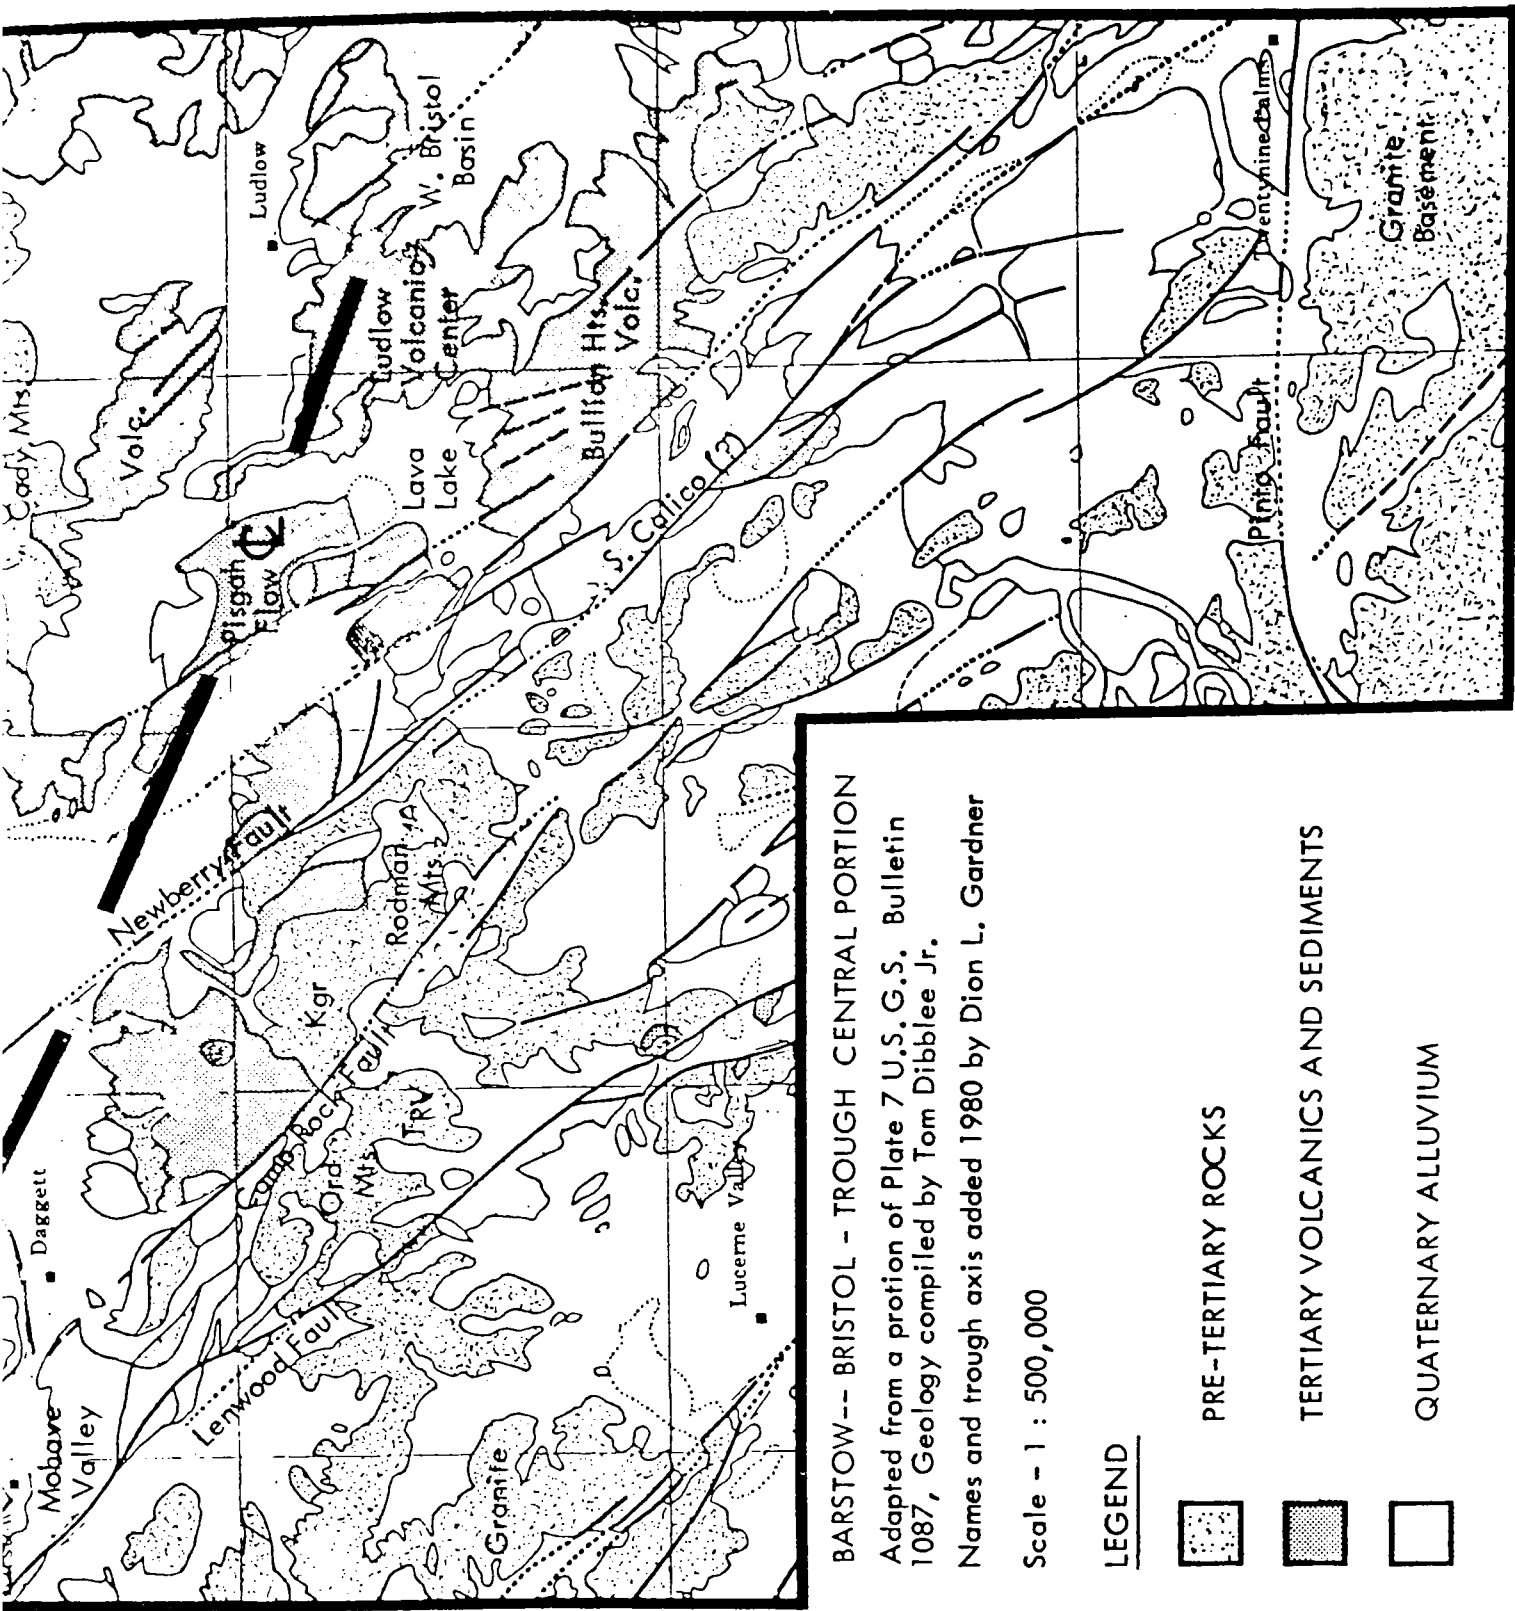 Cady Mts.
Volc.
Ludlow
W. Bristol
Basin
Ludlow
Volcanic
Center
Pisgah
Flow
Lava
Lake
Bullion Mts.
Volc.
S. Calico (?)
Newberry Fault
Rodman
Mts.
Kgr
Camp Rock Fault
Ord
Mts.
TRV
Daggett
Mohave
Valley
Lenwood Fault
Granite
Lucerne Valley
Twentynine Palms
Pinto Fault
Granite
Basement
BARSTOW-- BRISTOL - TROUGH CENTRAL PORTION
Adapted from a protion of Plate 7 U.S.G.S. Bulletin
1087, Geology compiled by Tom Dibblee Jr.
Names and trough axis added 1980 by Dion L. Gardner
Scale - 1 : 500,000
LEGEND
PRE-TERTIARY ROCKS
TERTIARY VOLCANICS AND SEDIMENTS
QUATERNARY ALLUVIUM